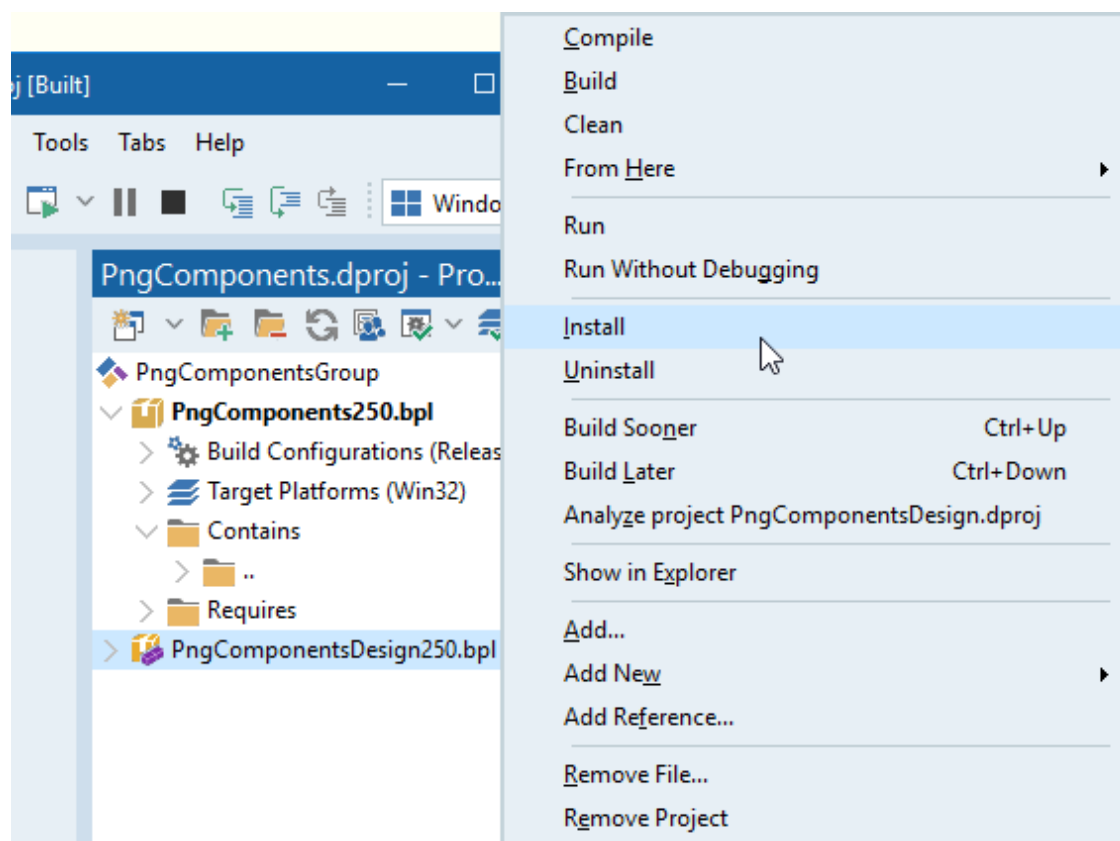 j [Built]
Tools Tabs Help
Windo
PngComponents.dproj - Pro...
PngComponentsGroup
PngComponents250.bpl
Build Configurations (Releas
Target Platforms (Win32)
Contains
..
Requires
PngComponentsDesign250.bpl
Compile
Build
Clean
From Here
Run
Run Without Debugging
Install
Uninstall
Build Sooner Ctrl+Up
Build Later Ctrl+Down
Analyze project PngComponentsDesign.dproj
Show in Explorer
Add...
Add New
Add Reference...
Remove File...
Remove Project